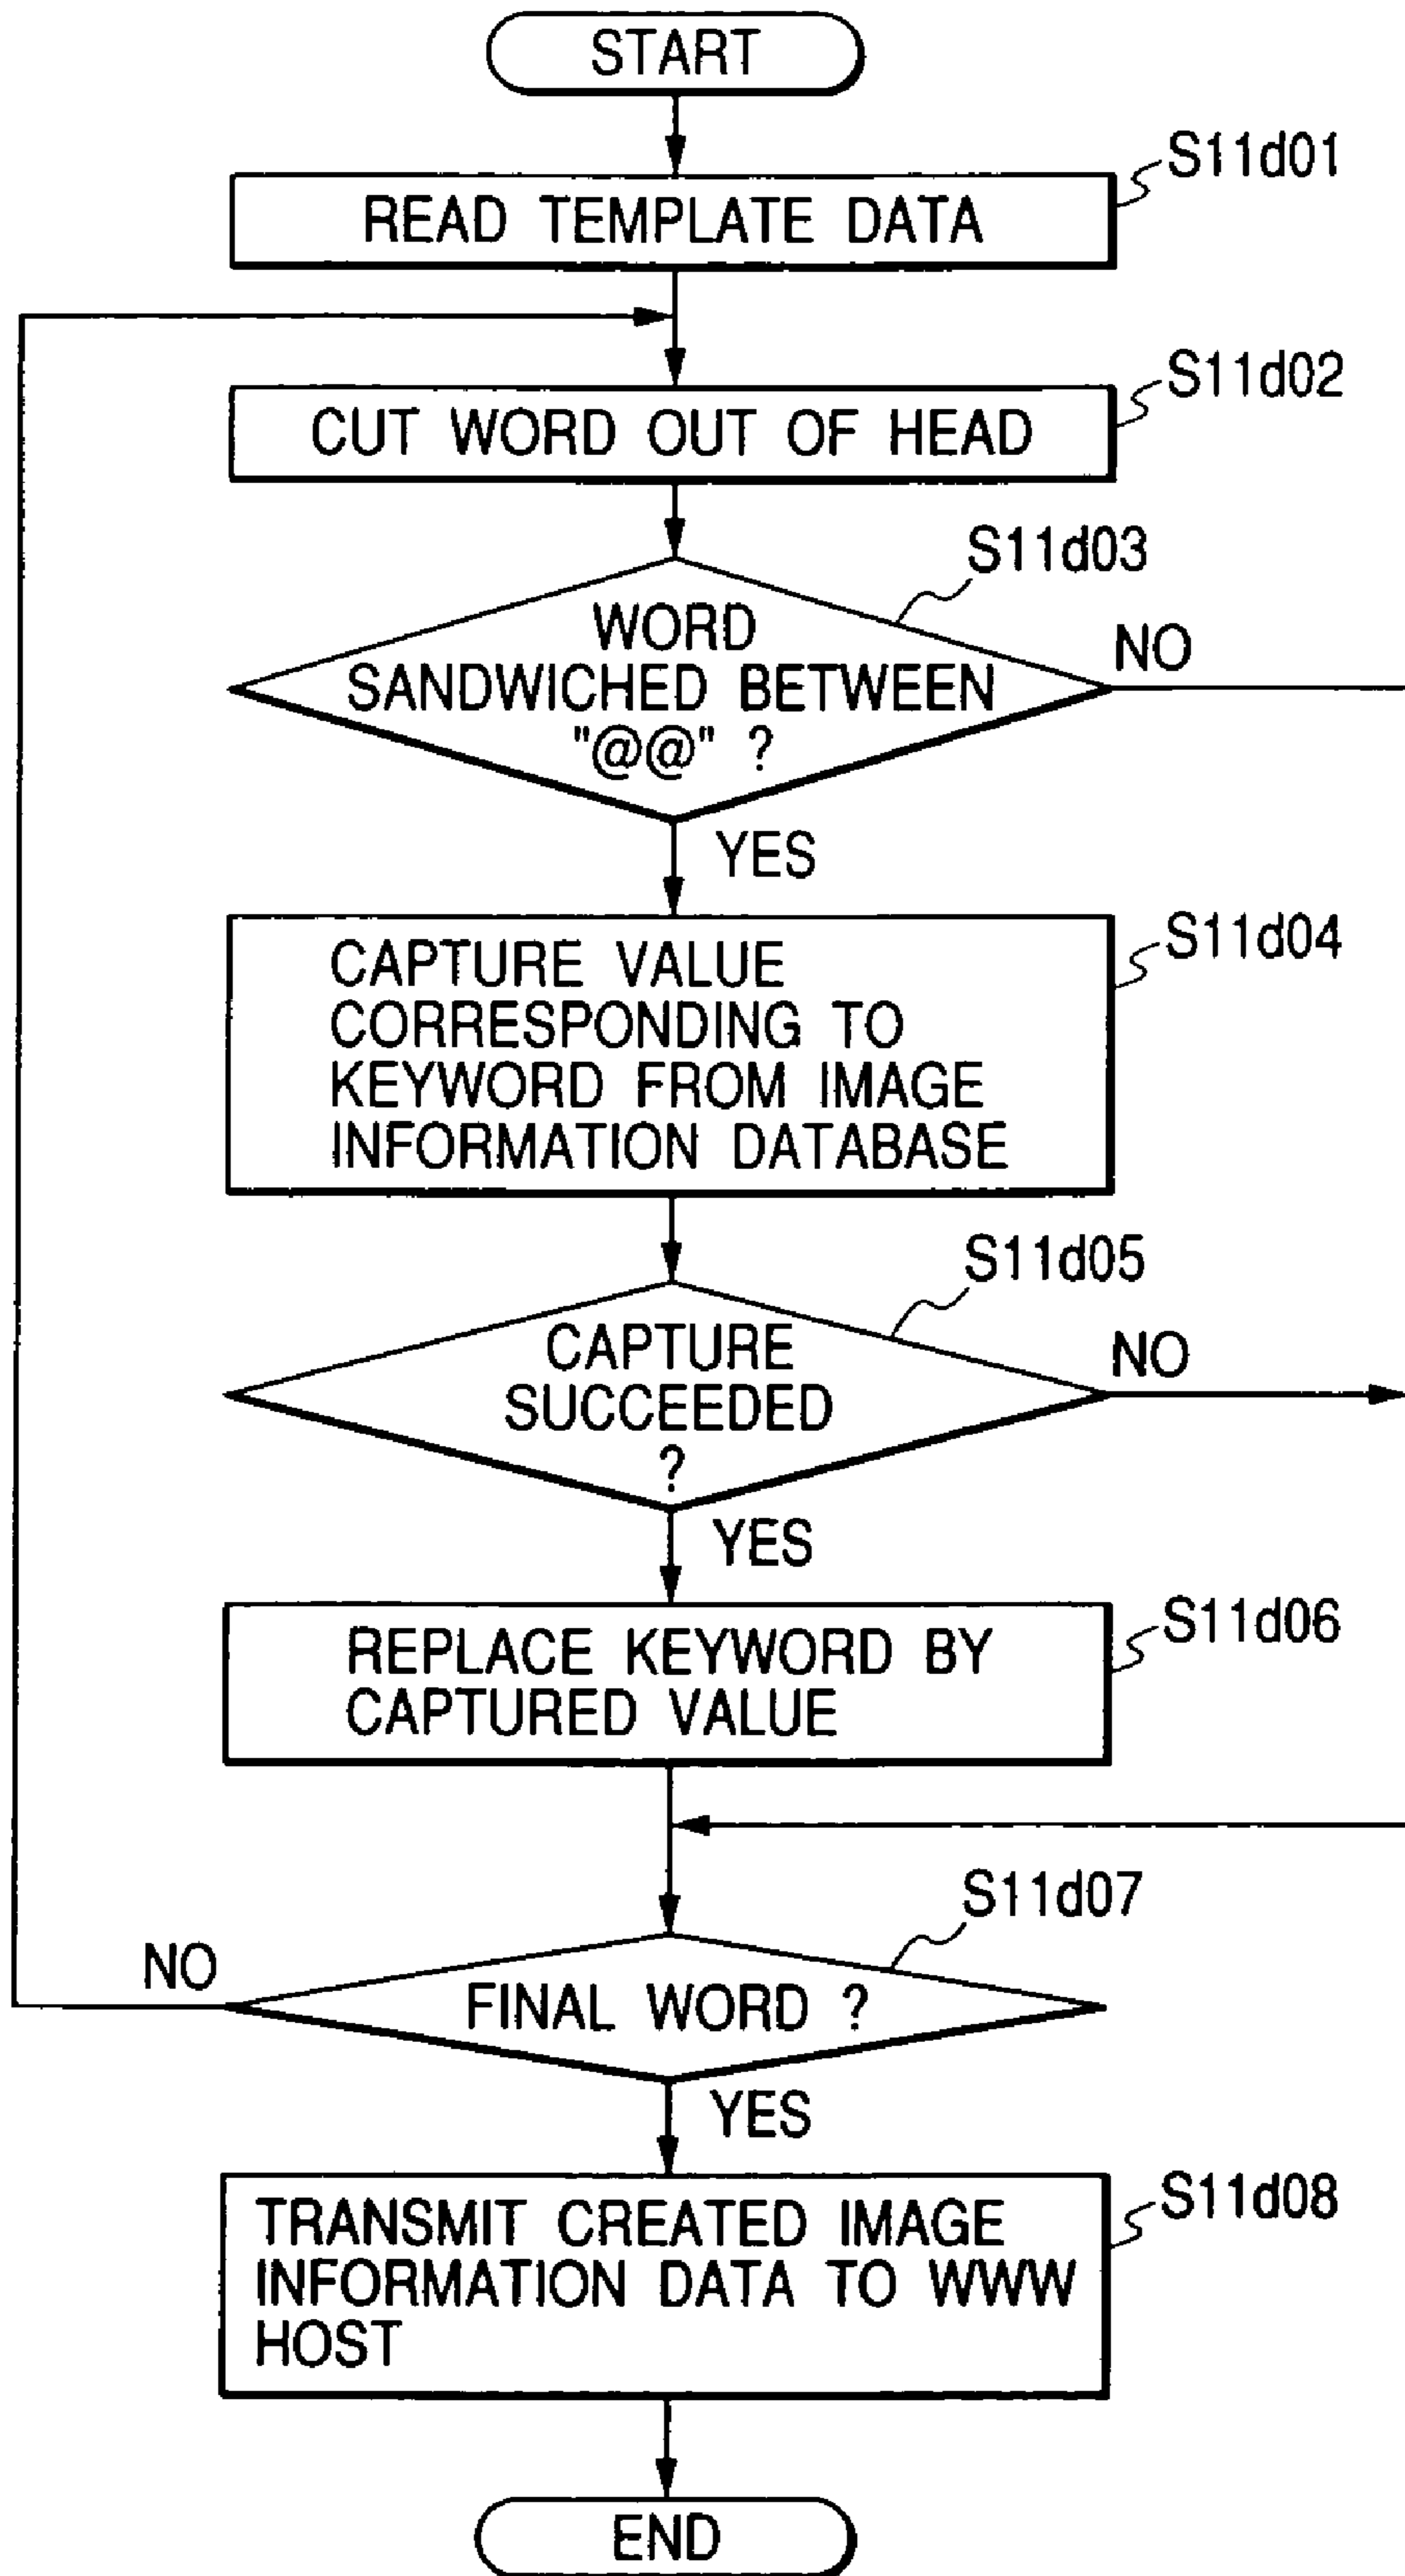 START
S11d01
READ TEMPLATE DATA
S11d02
CUT WORD OUT OF HEAD
S11d03
WORD
SANDWICHED BETWEEN
"@@" ?
NO
YES
S11d04
CAPTURE VALUE
CORRESPONDING TO
KEYWORD FROM IMAGE
INFORMATION DATABASE
S11d05
CAPTURE
SUCCEEDED
?
NO
YES
S11d06
REPLACE KEYWORD BY
CAPTURED VALUE
S11d07
NO
FINAL WORD ?
YES
S11d08
TRANSMIT CREATED IMAGE
INFORMATION DATA TO WWW
HOST
END